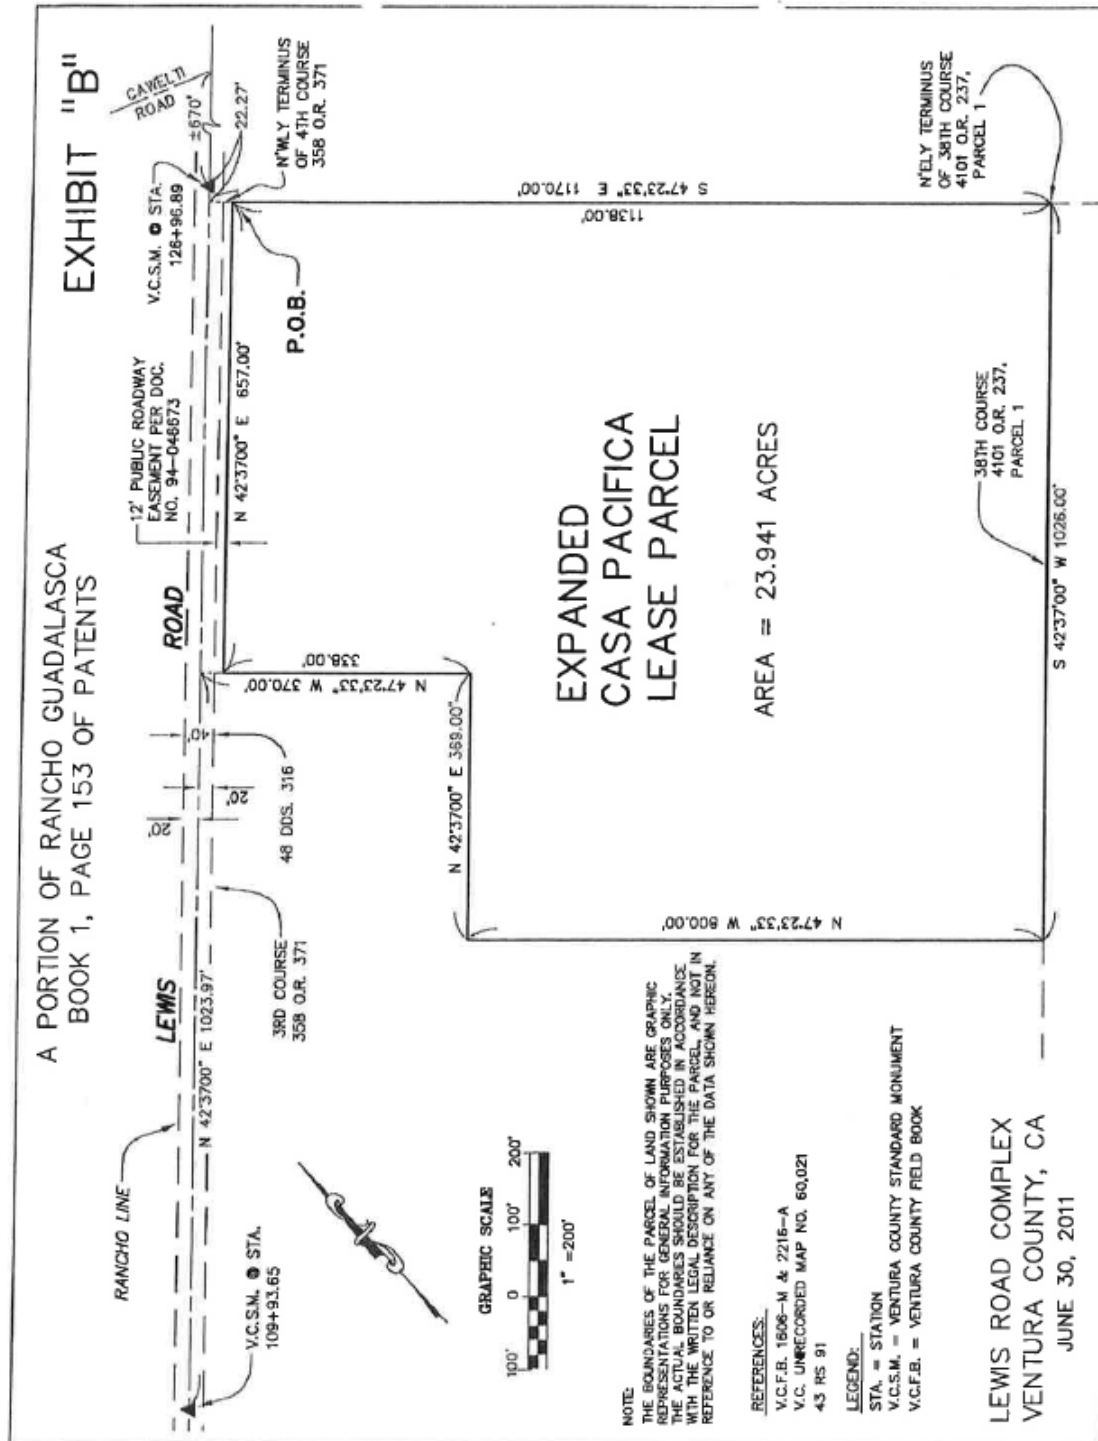 A PORTION OF RANCHO GUADALASCA
BOOK 1, PAGE 153 OF PATENTS
EXHIBIT "B"
RANCHO LINE
LEWIS
ROAD
12' PUBLIC ROADWAY
EASEMENT PER DOC.
NO. 94-046673
V.C.S.M. @ STA.
126+96.89
CAWELTI
ROAD
±670'
22.27'
N'WLY TERMINUS
OF 4TH COURSE
358 O.R. 371
V.C.S.M. @ STA.
109+93.65
N 42°37'00" E 1023.97'
3RD COURSE
358 O.R. 371
20'
20'
40'
48 DDS. 316
N 42°37'00" E 657.00'
P.O.B.
338.00'
N 47°23'33" W 370.00'
N 42°37'00" E 369.00'
N 47°23'33" W 800.00'
S 47°23'33" E 1170.00'
1138.00'
EXPANDED
CASA PACIFICA
LEASE PARCEL
AREA = 23.941 ACRES
38TH COURSE
4101 O.R. 237,
PARCEL 1
N'ELY TERMINUS
OF 38TH COURSE
4101 O.R. 237,
PARCEL 1
S 42°37'00" W 1026.00'
GRAPHIC SCALE
100' 0 100' 200'
1" =200'
NOTE:
THE BOUNDARIES OF THE PARCEL OF LAND SHOWN ARE GRAPHIC
REPRESENTATIONS FOR GENERAL INFORMATION PURPOSES ONLY.
THE ACTUAL BOUNDARIES SHOULD BE ESTABLISHED IN ACCORDANCE
WITH THE WRITTEN LEGAL DESCRIPTION FOR THE PARCEL, AND NOT IN
REFERENCE TO OR RELIANCE ON ANY OF THE DATA SHOWN HEREON.
REFERENCES:
V.C.F.B. 1606-M & 2216-A
V.C. UNRECORDED MAP NO. 60,021
43 RS 91
LEGEND:
STA. = STATION
V.C.S.M. = VENTURA COUNTY STANDARD MONUMENT
V.C.F.B. = VENTURA COUNTY FIELD BOOK
LEWIS ROAD COMPLEX
VENTURA COUNTY, CA
JUNE 30, 2011